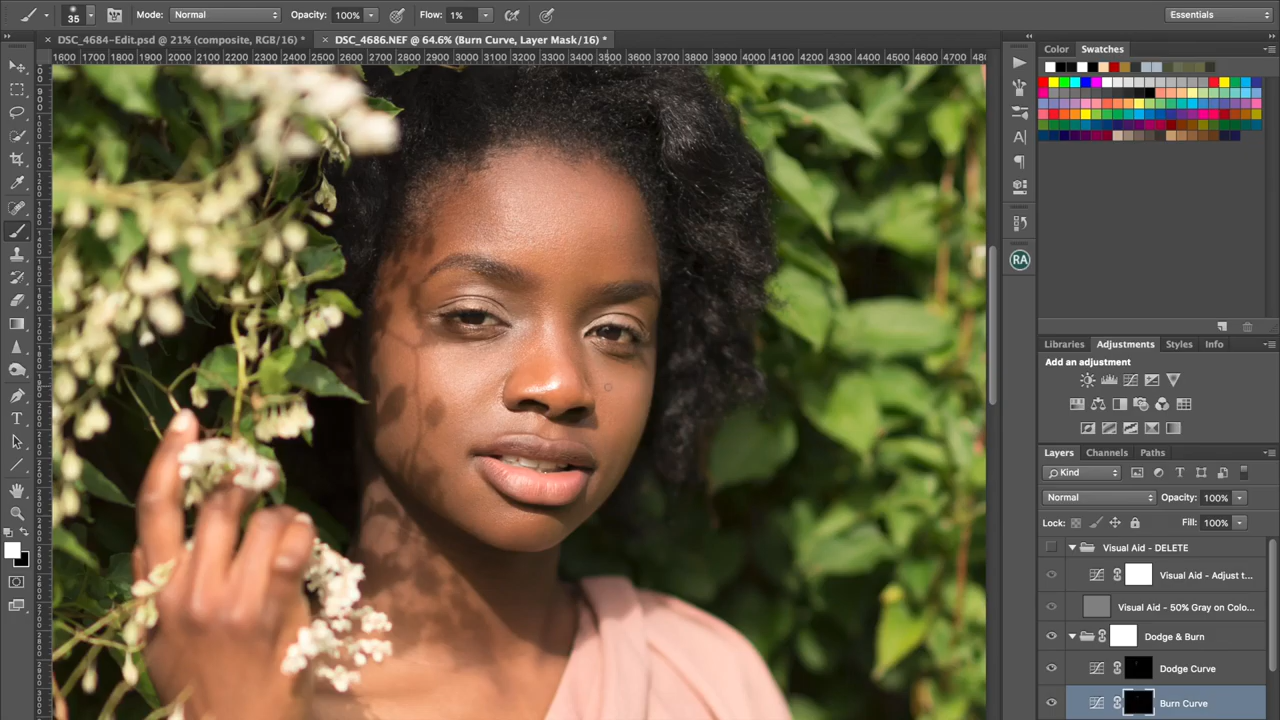 35 Mode: Normal Opacity: 100% Flow: 1% Essentials
DSC_4684-Edit.psd @ 21% (composite, RGB/16) * DSC_4686.NEF @ 64.6% (Burn Curve, Layer Mask/16) *
1600 1700 1800 1900 2000 2100 2200 2300 2400 2500 2600 2700 2800 2900 3000 3100 3200 3300 3400 3500 3600 3700 3800 3900 4000 4100 4200 4300 4400 4500 4600 4700
Color Swatches
RA
Libraries Adjustments Styles Info
Add an adjustment
Layers Channels Paths
Kind
Normal Opacity: 100%
Lock: Fill: 100%
Visual Aid - DELETE
Visual Aid - Adjust t...
Visual Aid - 50% Gray on Colo...
Dodge & Burn
Dodge Curve
Burn Curve